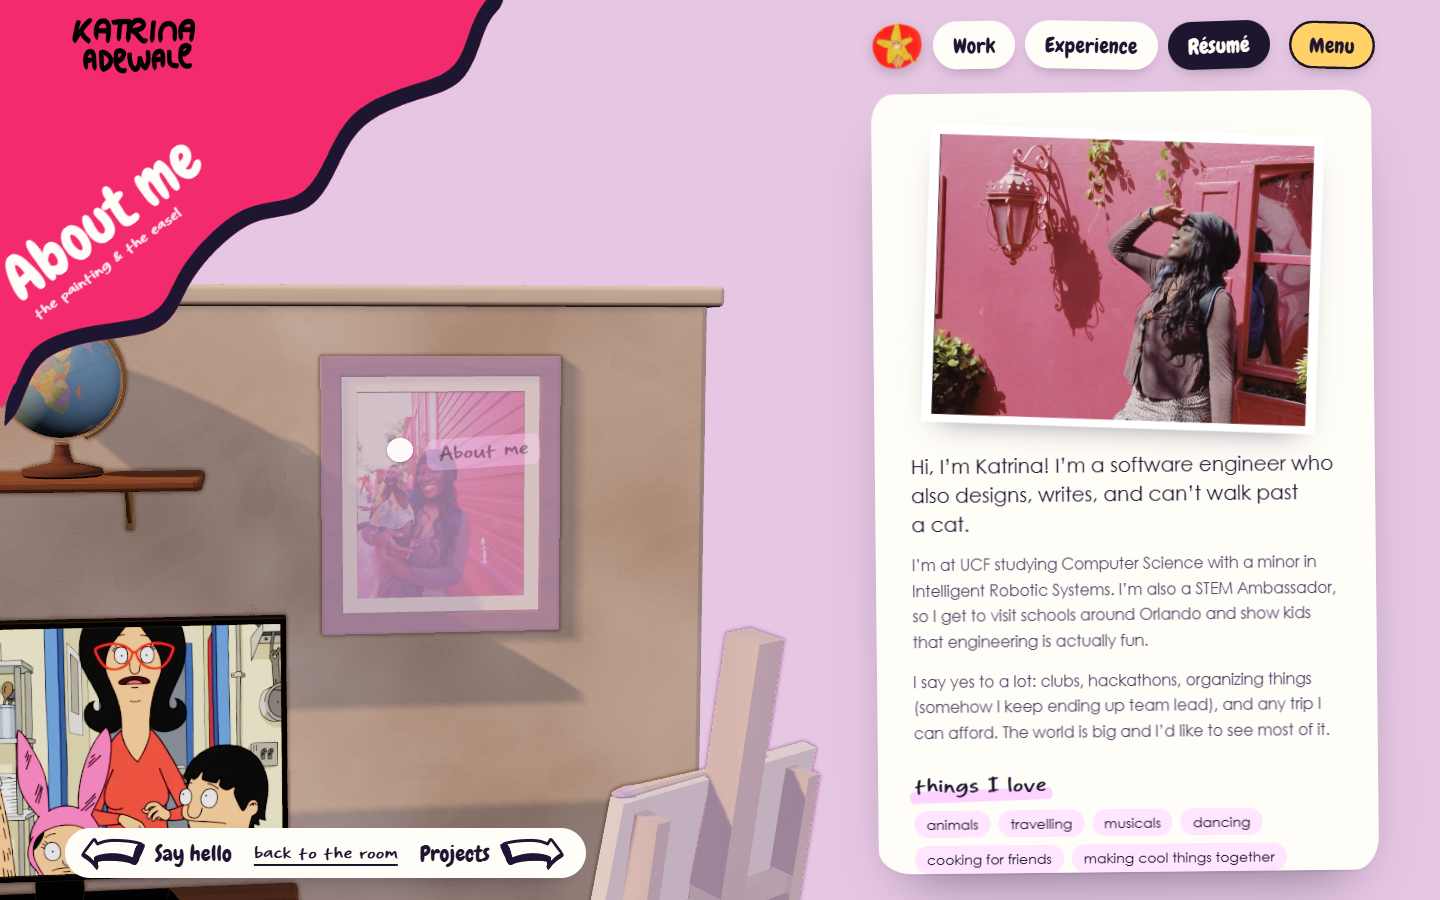 KATRINA
ADEWALE
Work
Experience
Résumé
Menu
About me
the painting & the easel
About me
Hi, I’m Katrina! I’m a software engineer who
also designs, writes, and can’t walk past
a cat.
I’m at UCF studying Computer Science with a minor in
Intelligent Robotic Systems. I’m also a STEM Ambassador,
so I get to visit schools around Orlando and show kids
that engineering is actually fun.
I say yes to a lot: clubs, hackathons, organizing things
(somehow I keep ending up team lead), and any trip I
can afford. The world is big and I’d like to see most of it.
things I love
animals
travelling
musicals
dancing
cooking for friends
making cool things together
Say hello
back to the room
Projects